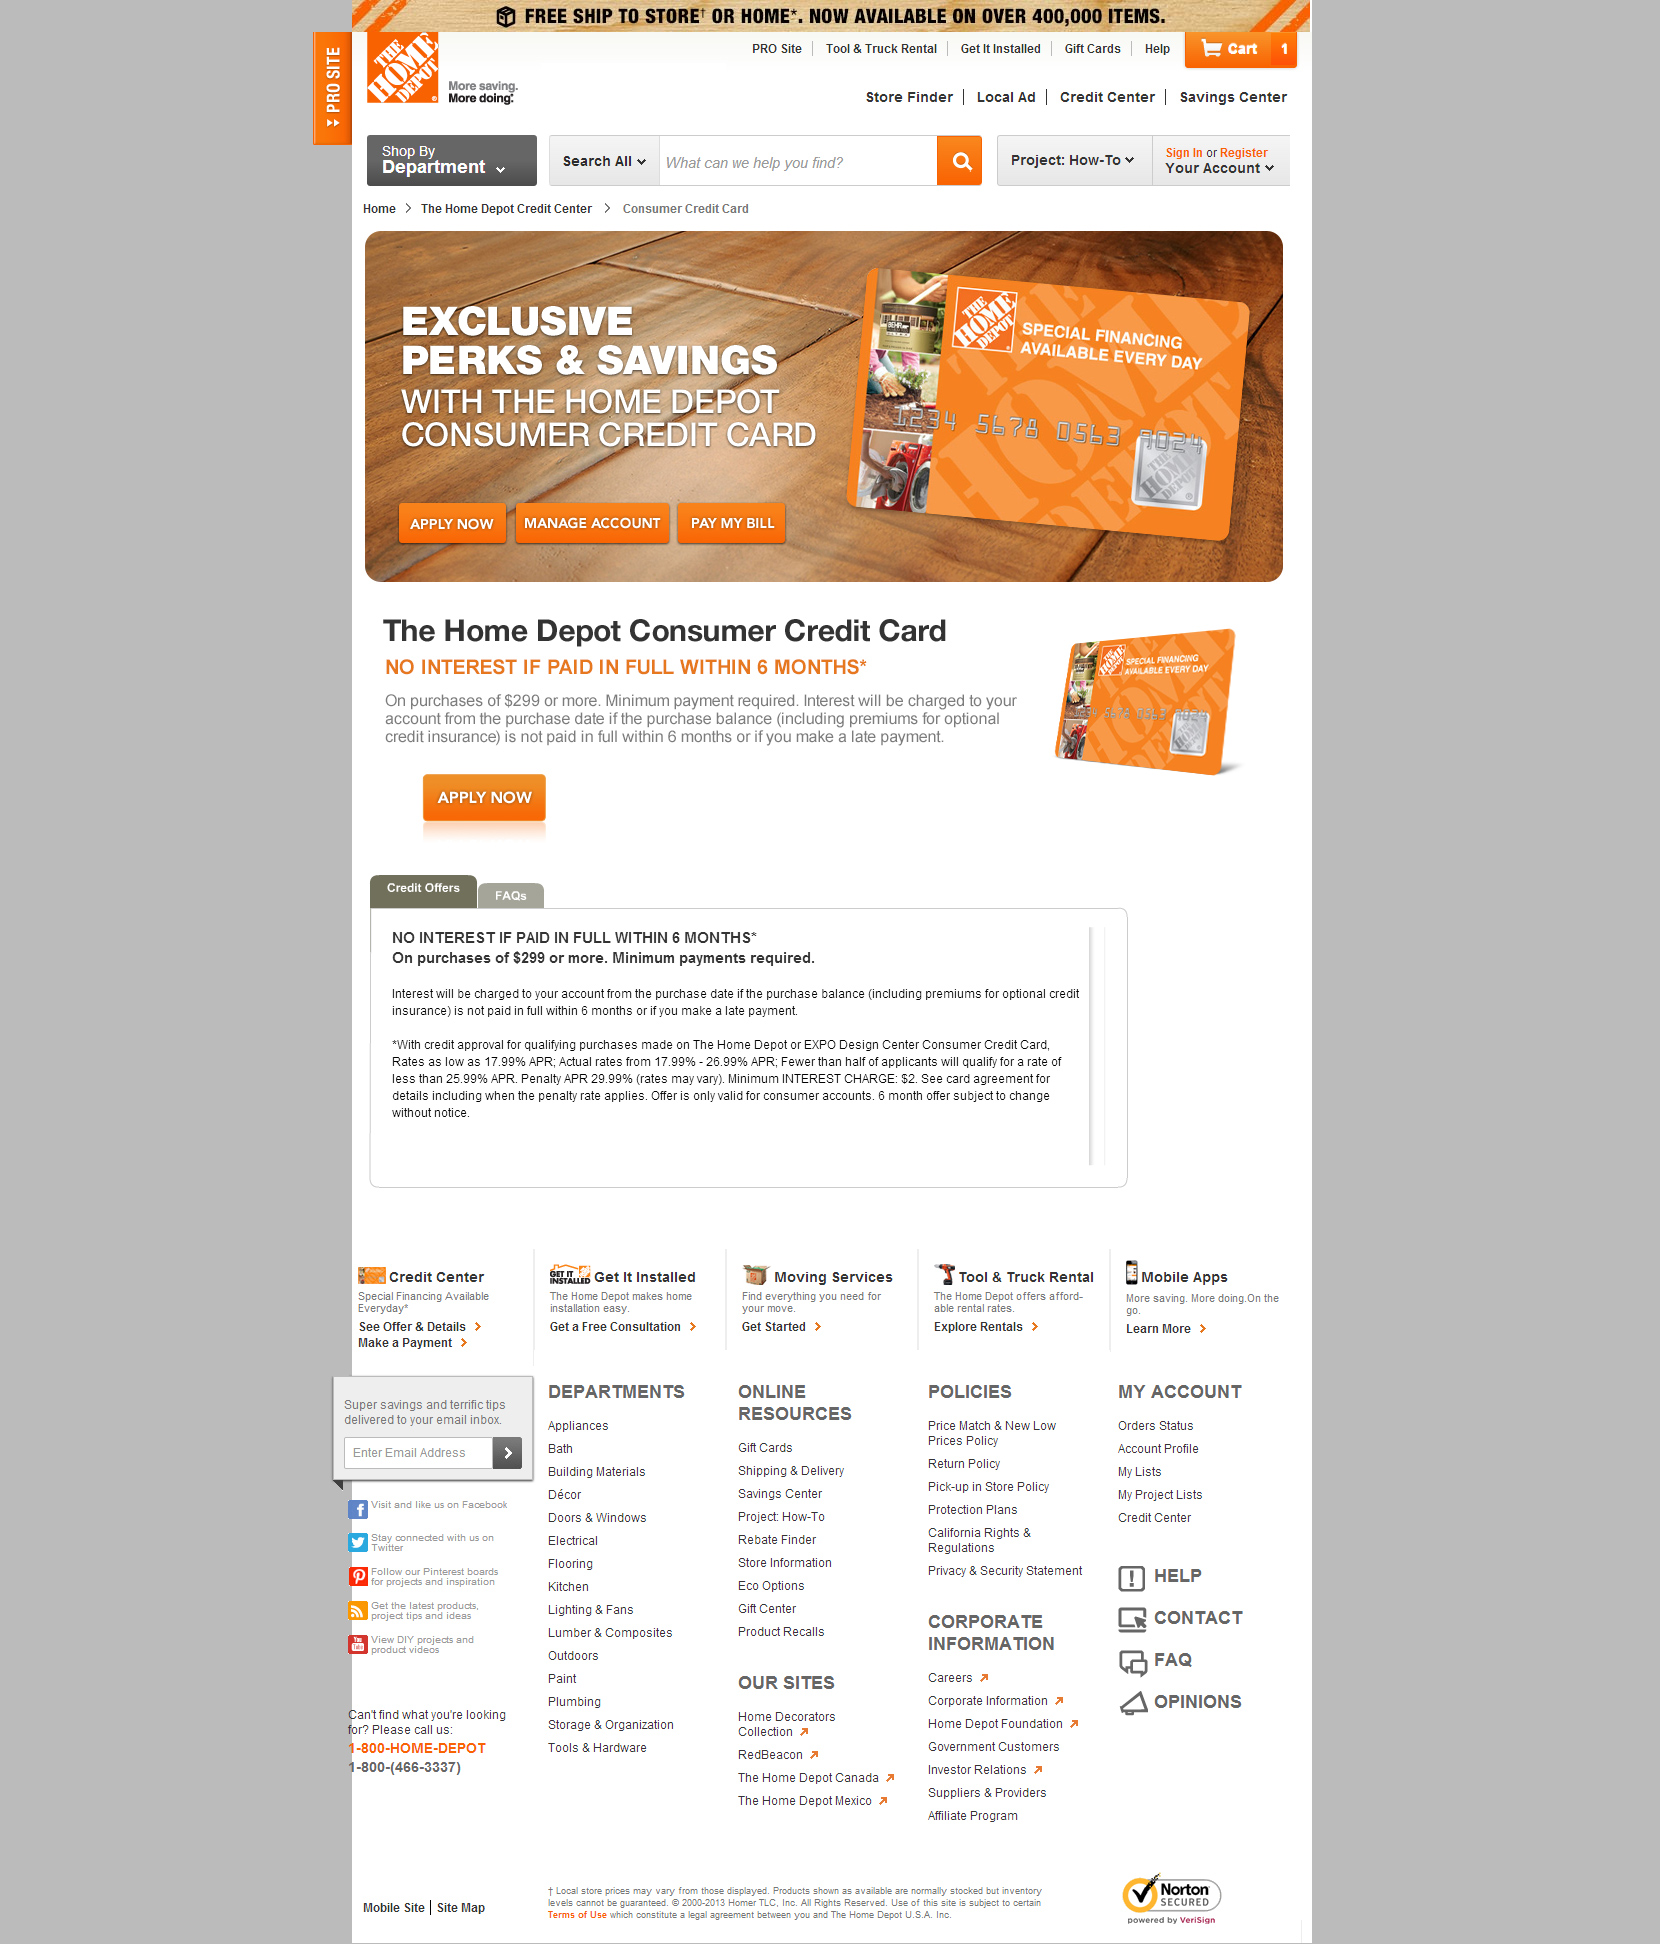 FREE SHIP TO STORE† OR HOME*. NOW AVAILABLE ON OVER 400,000 ITEMS.
PRO SITE
THE HOME DEPOT
More saving.
More doing.
PRO Site Tool & Truck Rental Get It Installed Gift Cards Help
Cart 1
Store Finder Local Ad Credit Center Savings Center
Shop By
Department
Search All
What can we help you find?
Project: How-To
Sign In or Register
Your Account
Home > The Home Depot Credit Center > Consumer Credit Card
EXCLUSIVE
PERKS & SAVINGS
WITH THE HOME DEPOT
CONSUMER CREDIT CARD
APPLY NOW
MANAGE ACCOUNT
PAY MY BILL
BEHR
THE HOME DEPOT
SPECIAL FINANCING
AVAILABLE EVERY DAY
1234 5678 0563 9024
THE HOME DEPOT
The Home Depot Consumer Credit Card
NO INTEREST IF PAID IN FULL WITHIN 6 MONTHS*
On purchases of $299 or more. Minimum payment required. Interest will be charged to your
account from the purchase date if the purchase balance (including premiums for optional
credit insurance) is not paid in full within 6 months or if you make a late payment.
THE HOME DEPOT
SPECIAL FINANCING
AVAILABLE EVERY DAY
1234 5678 0563 9024
APPLY NOW
Credit Offers
FAQs
NO INTEREST IF PAID IN FULL WITHIN 6 MONTHS*
On purchases of $299 or more. Minimum payments required.
Interest will be charged to your account from the purchase date if the purchase balance (including premiums for optional credit
insurance) is not paid in full within 6 months or if you make a late payment.
*With credit approval for qualifying purchases made on The Home Depot or EXPO Design Center Consumer Credit Card,
Rates as low as 17.99% APR; Actual rates from 17.99% - 26.99% APR; Fewer than half of applicants will qualify for a rate of
less than 25.99% APR. Penalty APR 29.99% (rates may vary). Minimum INTEREST CHARGE: $2. See card agreement for
details including when the penalty rate applies. Offer is only valid for consumer accounts. 6 month offer subject to change
without notice.
Credit Center
Special Financing Available
Everyday*
See Offer & Details
Make a Payment
GET IT
INSTALLED
Get It Installed
The Home Depot makes home
installation easy.
Get a Free Consultation
Moving Services
Find everything you need for
your move.
Get Started
Tool & Truck Rental
The Home Depot offers afford-
able rental rates.
Explore Rentals
Mobile Apps
More saving. More doing.On the
go.
Learn More
Super savings and terrific tips
delivered to your email inbox.
Enter Email Address
Visit and like us on Facebook
Stay connected with us on
Twitter
Follow our Pinterest boards
for projects and inspiration
Get the latest products,
project tips and ideas
You
Tube
View DIY projects and
product videos
Can't find what you're looking
for? Please call us:
1-800-HOME-DEPOT
1-800-(466-3337)
DEPARTMENTS
Appliances
Bath
Building Materials
Décor
Doors & Windows
Electrical
Flooring
Kitchen
Lighting & Fans
Lumber & Composites
Outdoors
Paint
Plumbing
Storage & Organization
Tools & Hardware
ONLINE
RESOURCES
Gift Cards
Shipping & Delivery
Savings Center
Project: How-To
Rebate Finder
Store Information
Eco Options
Gift Center
Product Recalls
OUR SITES
Home Decorators
Collection
RedBeacon
The Home Depot Canada
The Home Depot Mexico
POLICIES
Price Match & New Low
Prices Policy
Return Policy
Pick-up in Store Policy
Protection Plans
California Rights &
Regulations
Privacy & Security Statement
CORPORATE
INFORMATION
Careers
Corporate Information
Home Depot Foundation
Government Customers
Investor Relations
Suppliers & Providers
Affiliate Program
MY ACCOUNT
Orders Status
Account Profile
My Lists
My Project Lists
Credit Center
HELP
CONTACT
FAQ
OPINIONS
Mobile Site | Site Map
† Local store prices may vary from those displayed. Products shown as available are normally stocked but inventory
levels cannot be guaranteed. © 2000-2013 Homer TLC, Inc. All Rights Reserved. Use of this site is subject to certain
Terms of Use which constitute a legal agreement between you and The Home Depot U.S.A. Inc.
Norton
SECURED
powered by VeriSign